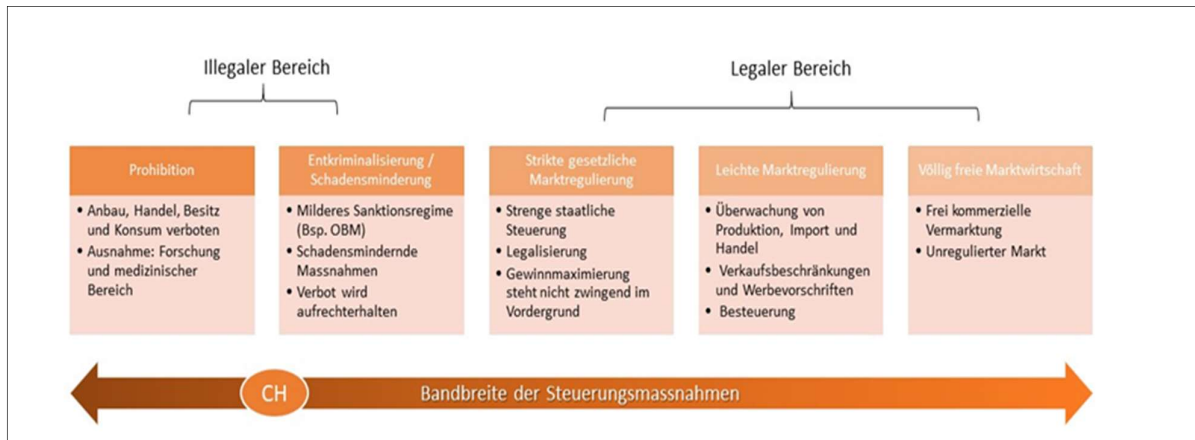 Illegaler Bereich
Legaler Bereich
Prohibition
• Anbau, Handel, Besitz
und Konsum verboten
• Ausnahme: Forschung
und medizinischer
Bereich
Entkriminalisierung /
Schadensminderung
• Milderes Sanktionsregime
(Bsp. OBM)
• Schadensmindernde
Massnahmen
• Verbot wird
aufrechterhalten
Strikte gesetzliche
Marktregulierung
• Strenge staatliche
Steuerung
• Legalisierung
• Gewinnmaximierung
steht nicht zwingend im
Vordergrund
Leichte Marktregulierung
• Überwachung von
Produktion, Import und
Handel
• Verkaufsbeschränkungen
und Werbevorschriften
• Besteuerung
Völlig freie Marktwirtschaft
• Frei kommerzielle
Vermarktung
• Unregulierter Markt
CH
Bandbreite der Steuerungsmassnahmen